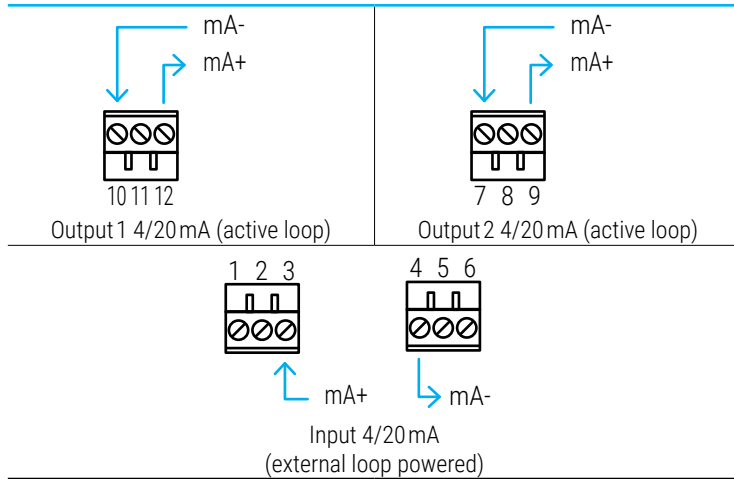 mA-
mA+
10 11 12
Output 1 4/20 mA (active loop)
mA-
mA+
7 8 9
Output 2 4/20 mA (active loop)
1 2 3
4 5 6
mA+
mA-
Input 4/20 mA
(external loop powered)